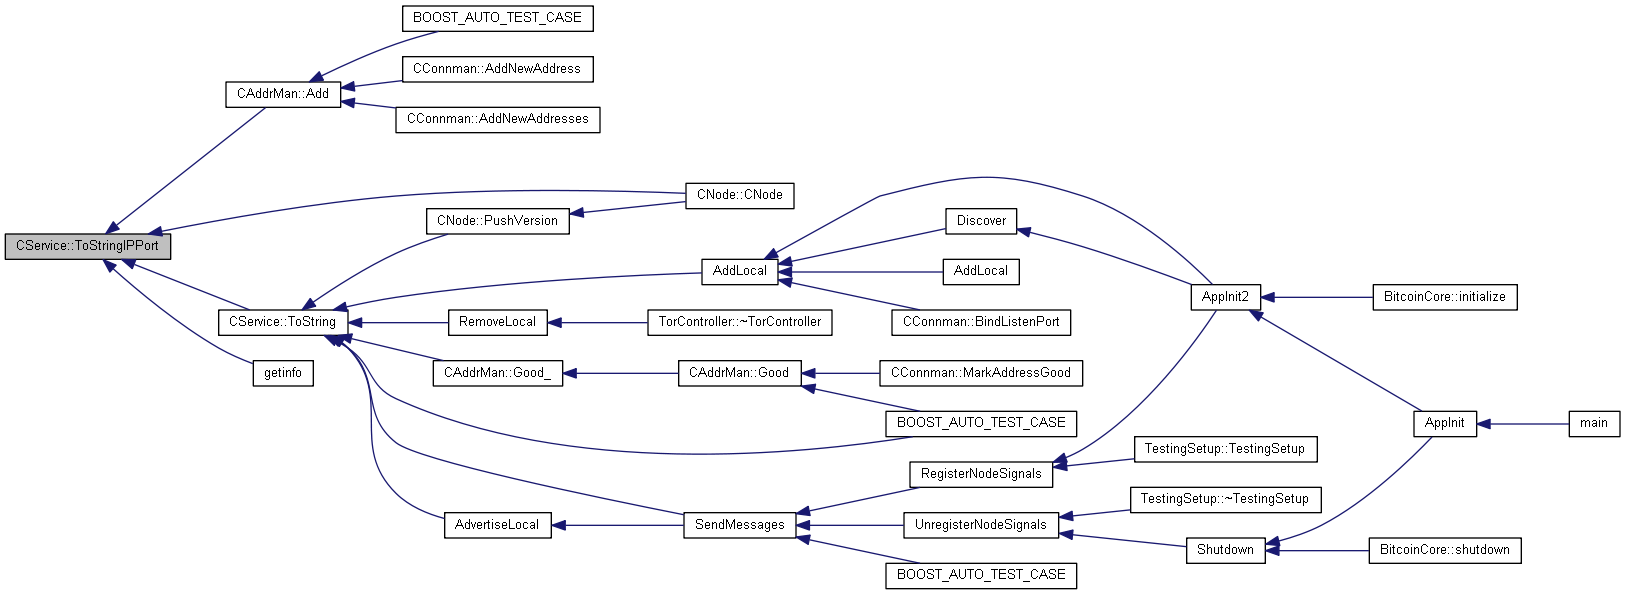 BOOST_AUTO_TEST_CASE
CConnman::AddNewAddress
CAddrMan::Add
CConnman::AddNewAddresses
CNode::CNode
CNode::PushVersion
Discover
CService::ToStringIPPort
AddLocal
AddLocal
AppInit2
BitcoinCore::initialize
CService::ToString
RemoveLocal
TorController::~TorController
CConnman::BindListenPort
getinfo
CAddrMan::Good_
CAddrMan::Good
CConnman::MarkAddressGood
BOOST_AUTO_TEST_CASE
AppInit
main
TestingSetup::TestingSetup
RegisterNodeSignals
TestingSetup::~TestingSetup
AdvertiseLocal
SendMessages
UnregisterNodeSignals
Shutdown
BitcoinCore::shutdown
BOOST_AUTO_TEST_CASE